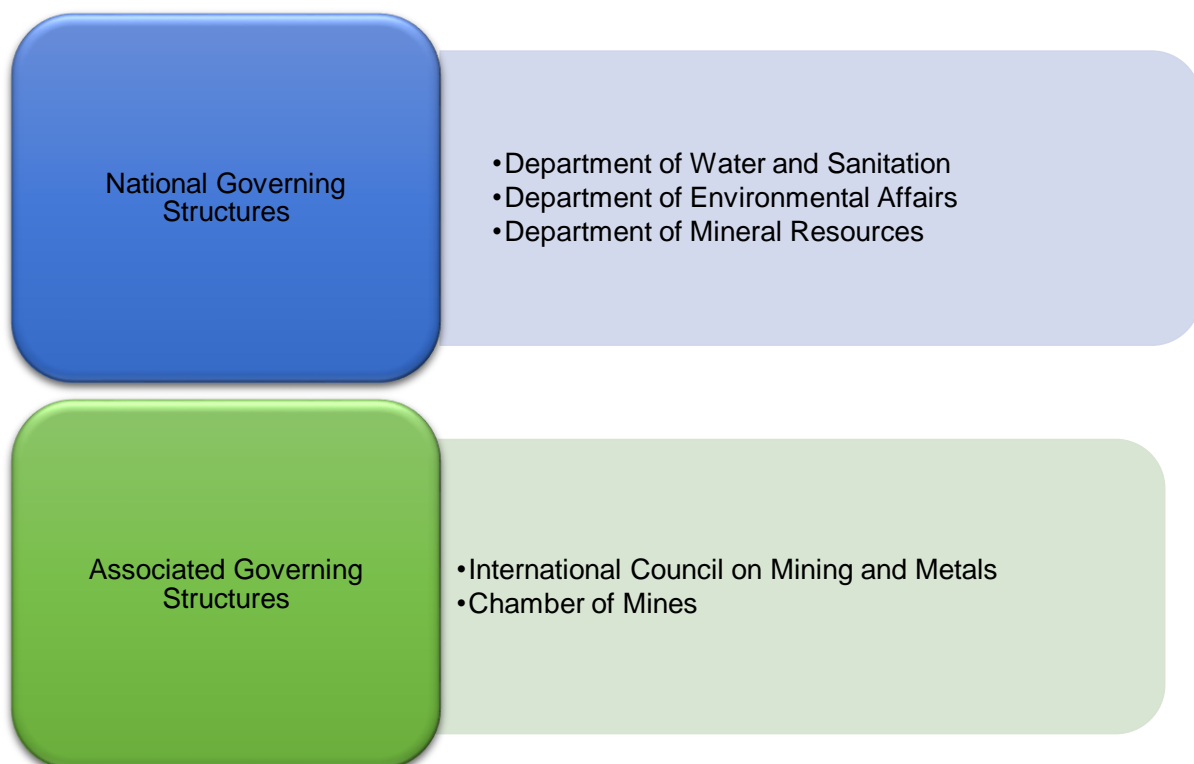 National Governing
Structures
•Department of Water and Sanitation
•Department of Environmental Affairs
•Department of Mineral Resources
Associated Governing
Structures
•International Council on Mining and Metals
•Chamber of Mines